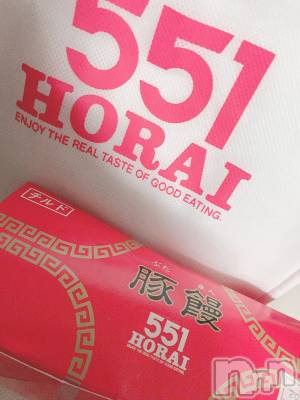 551
HORAI
ENJOY THE REAL TASTE OF GOOD EATING.
チルド
ぶた まん
豚饅
551
HORAI
n+n